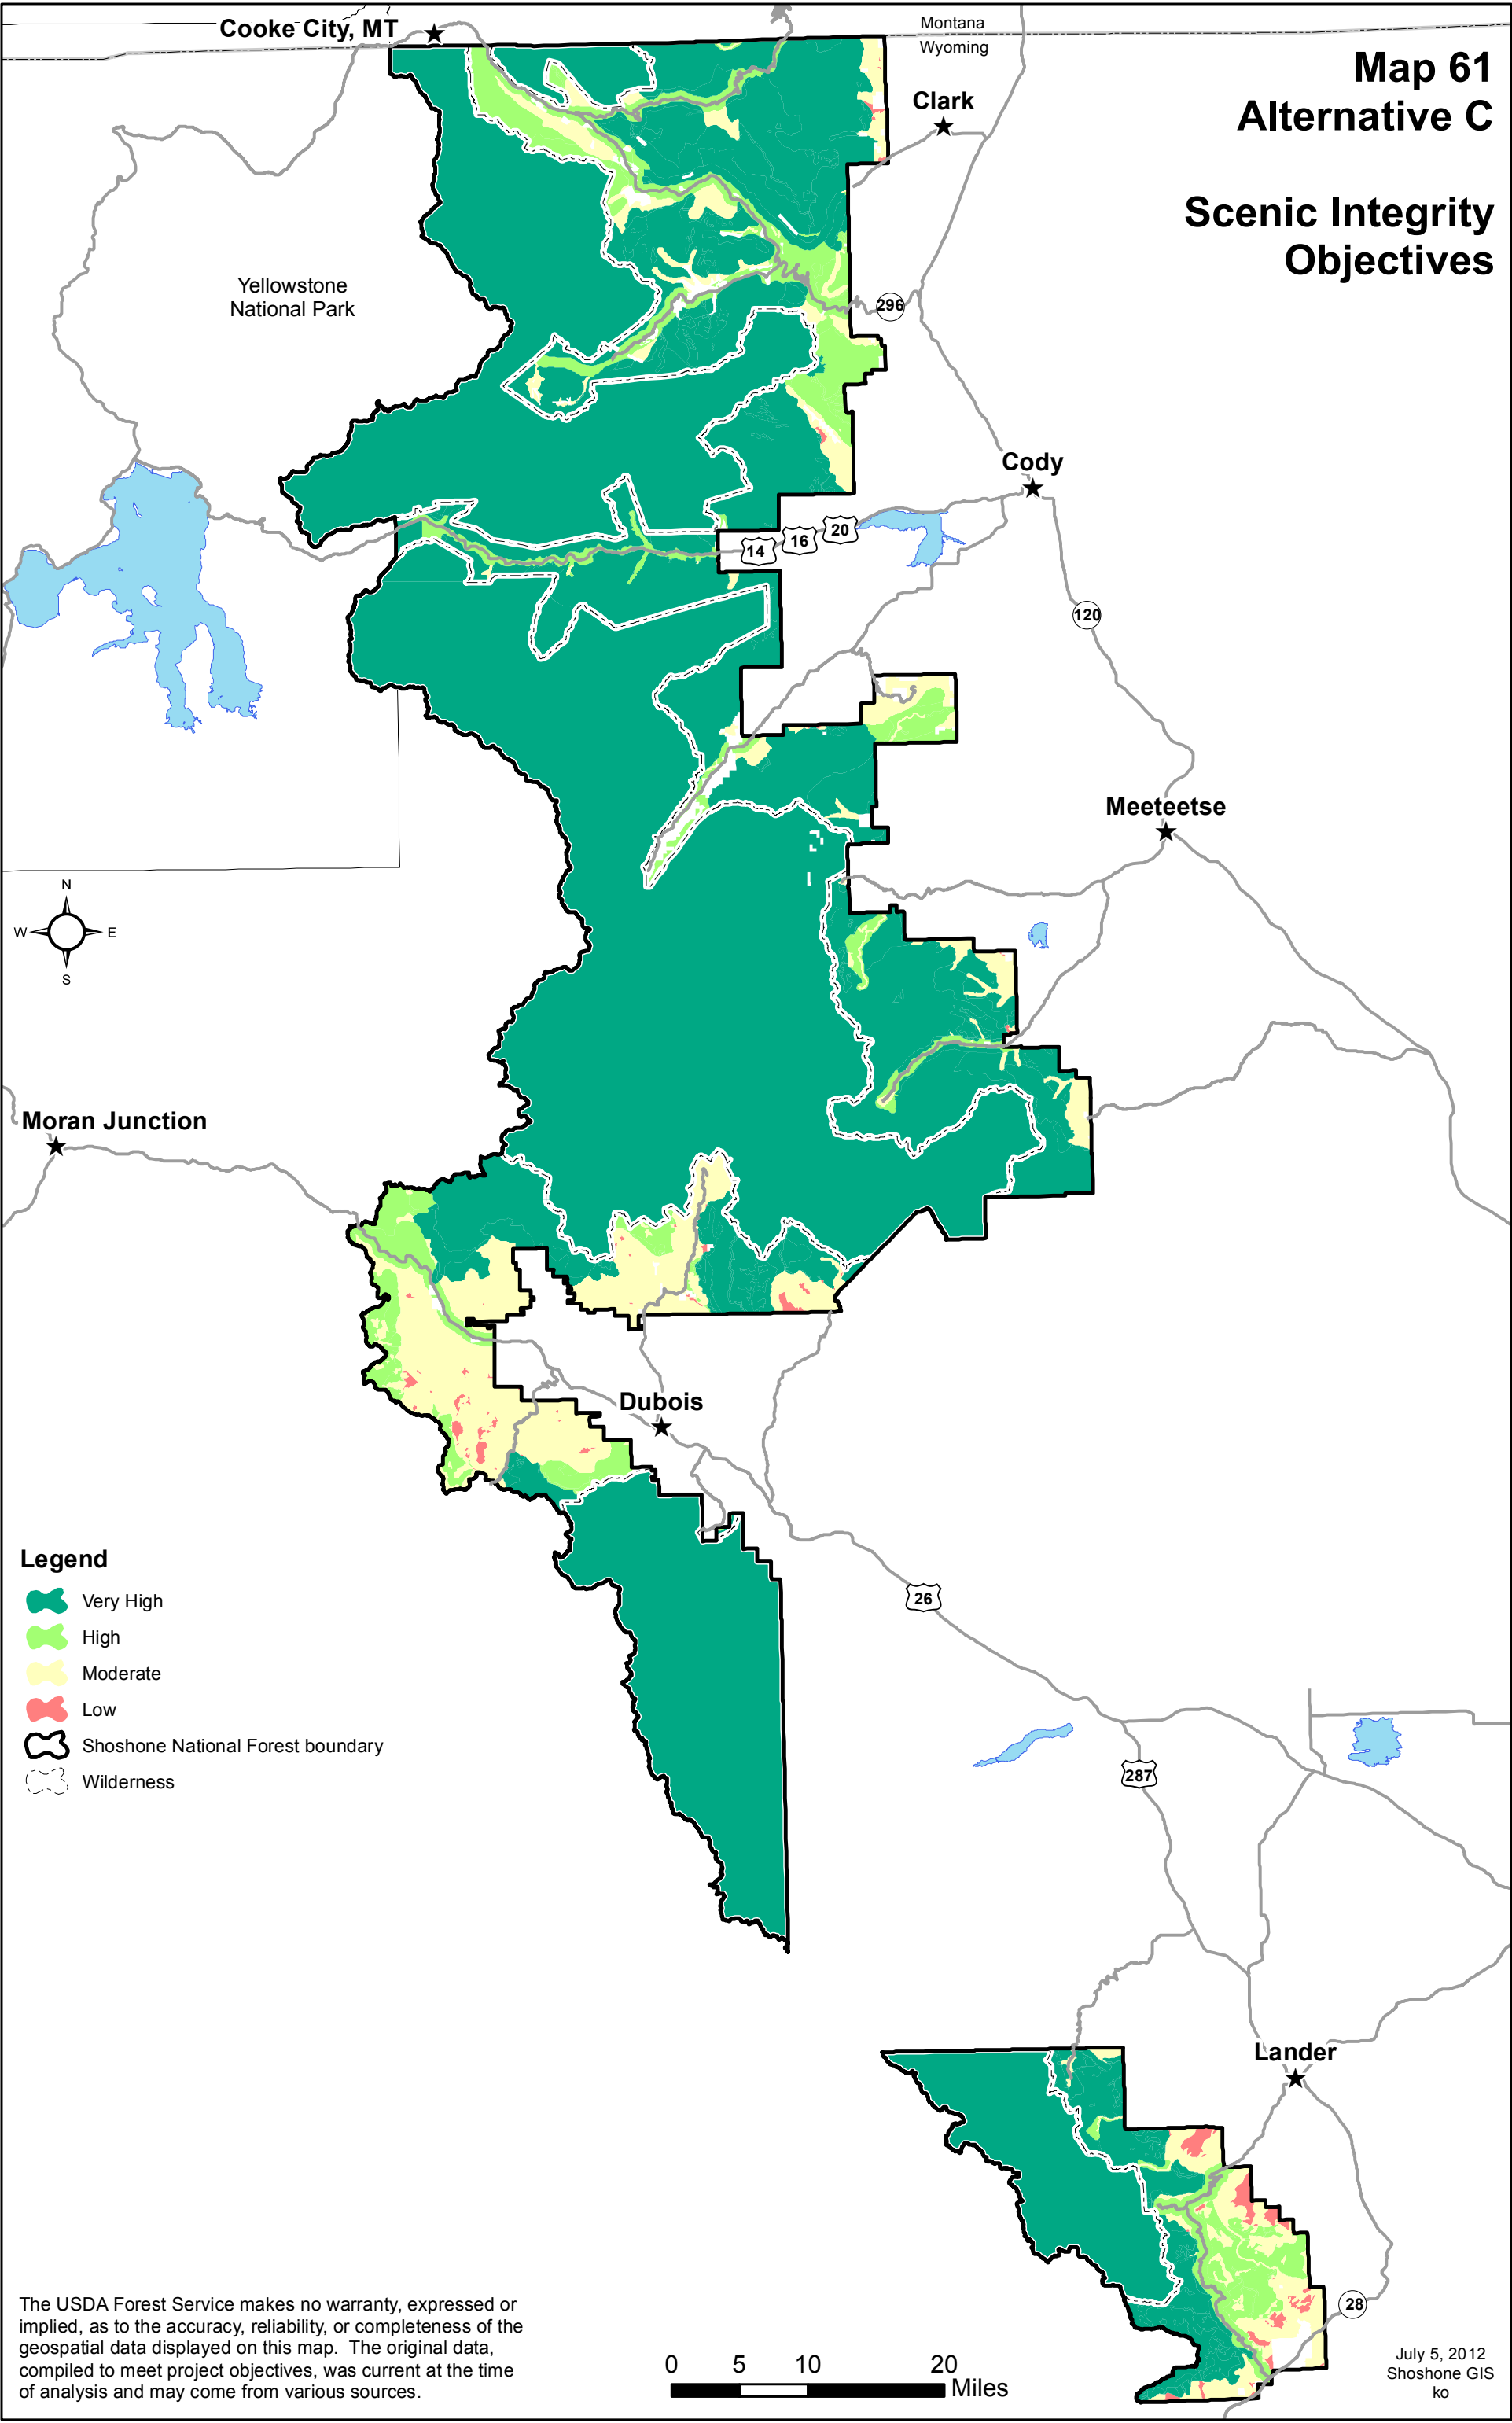 Cooke City, MT
Montana
Wyoming
Map 61
Alternative C
Scenic Integrity
Objectives
Clark
Yellowstone
National Park
296
Cody
14
16
20
120
Meeteetse
N
W
E
S
Moran Junction
Dubois
Legend
Very High
High
Moderate
Low
Shoshone National Forest boundary
Wilderness
26
287
Lander
28
The USDA Forest Service makes no warranty, expressed or
implied, as to the accuracy, reliability, or completeness of the
geospatial data displayed on this map. The original data,
compiled to meet project objectives, was current at the time
of analysis and may come from various sources.
0 5 10 20
Miles
July 5, 2012
Shoshone GIS
ko